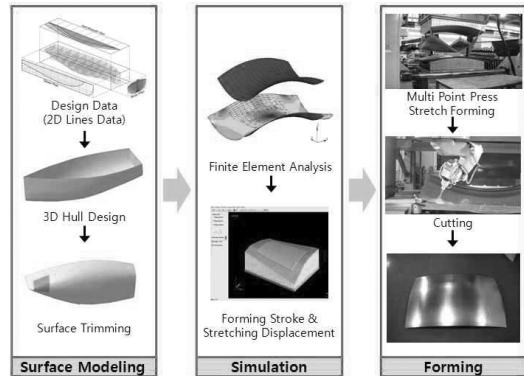 Design Data
(2D Lines Data)
3D Hull Design
Surface Trimming
Surface Modeling
Finite Element Analysis
Forming Stroke &
Stretching Displacement
Simulation
Multi Point Press
Stretch Forming
Cutting
Forming